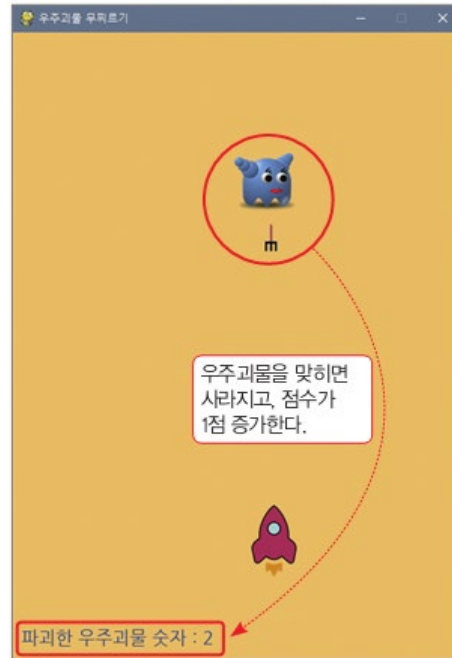 우주괴물 무찌르기
우주괴물을 맞히면
사라지고, 점수가
1점 증가한다.
파괴한 우주괴물 숫자 : 2